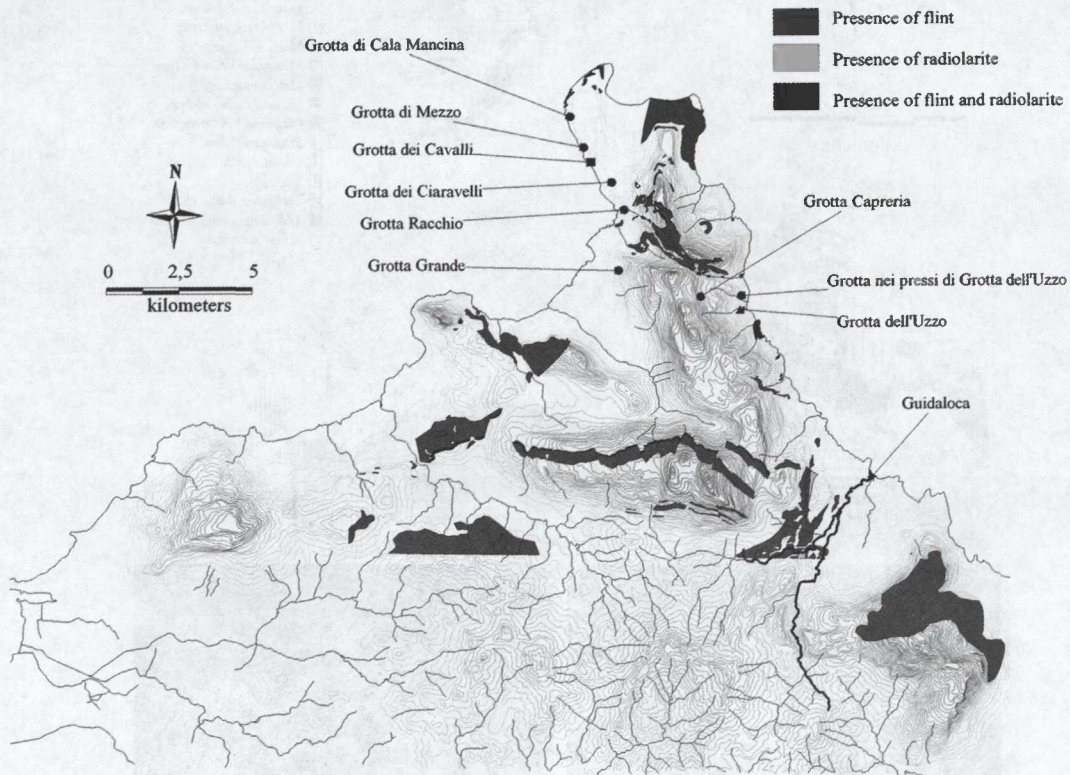 Presence of flint
Presence of radiolarite
Presence of flint and radiolarite
Grotta di Cala Mancina
Grotta di Mezzo
Grotta dei Cavalli
Grotta dei Ciaravelli
Grotta Racchio
Grotta Grande
Grotta Capreria
Grotta nei pressi di Grotta dell'Uzzo
Grotta dell'Uzzo
Guidaloca
N
0 2,5 5
kilometers